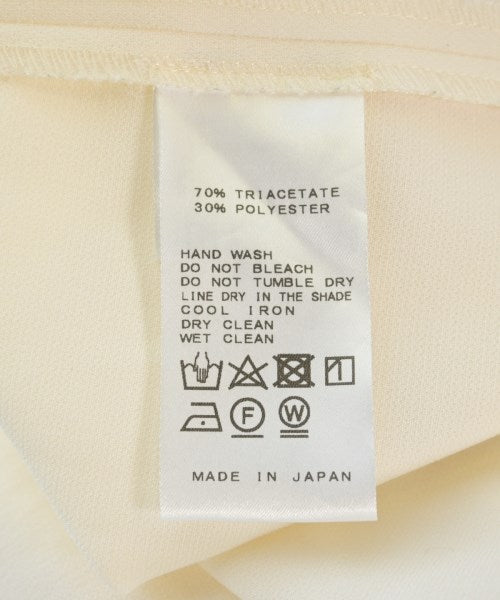 70% TRIACETATE
30% POLYESTER
HAND WASH
DO NOT BLEACH
DO NOT TUMBLE DRY
LINE DRY IN THE SHADE
COOL IRON
DRY CLEAN
WET CLEAN
F W
MADE IN JAPAN